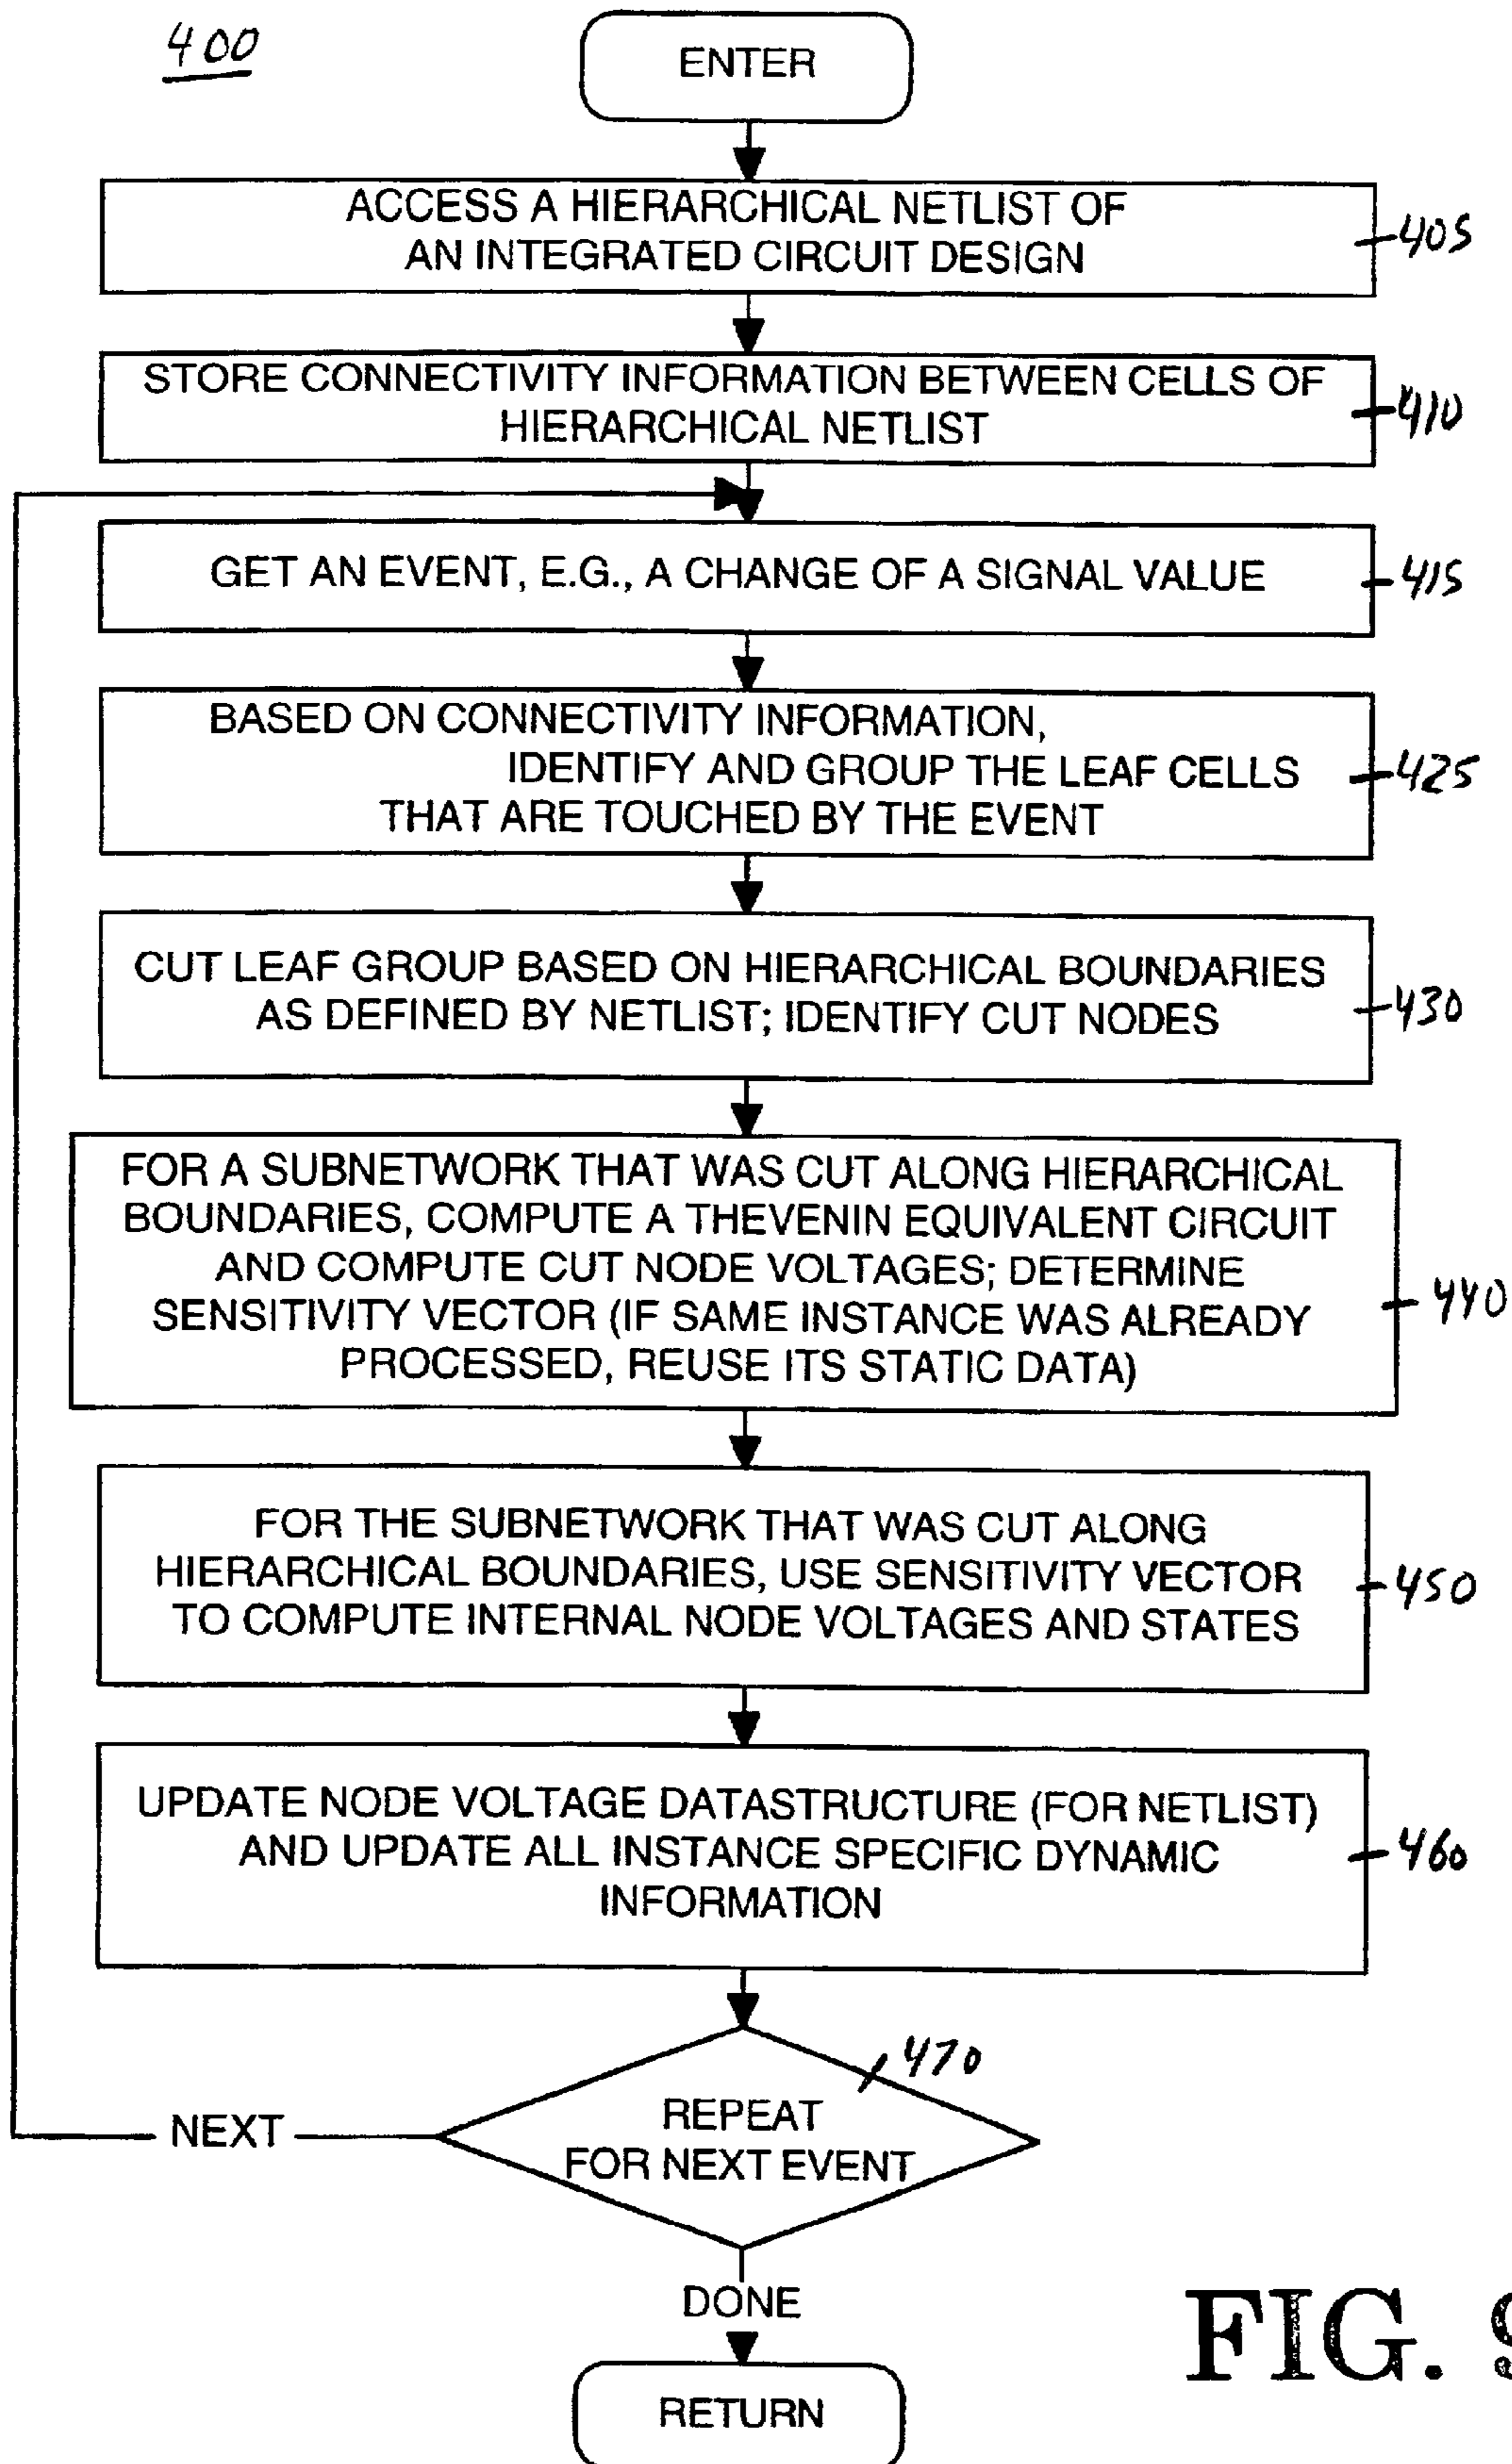 400
ENTER
ACCESS A HIERARCHICAL NETLIST OF
AN INTEGRATED CIRCUIT DESIGN
405
STORE CONNECTIVITY INFORMATION BETWEEN CELLS OF
HIERARCHICAL NETLIST
410
GET AN EVENT, E.G., A CHANGE OF A SIGNAL VALUE
415
BASED ON CONNECTIVITY INFORMATION,
IDENTIFY AND GROUP THE LEAF CELLS
THAT ARE TOUCHED BY THE EVENT
425
CUT LEAF GROUP BASED ON HIERARCHICAL BOUNDARIES
AS DEFINED BY NETLIST; IDENTIFY CUT NODES
430
FOR A SUBNETWORK THAT WAS CUT ALONG HIERARCHICAL
BOUNDARIES, COMPUTE A THEVENIN EQUIVALENT CIRCUIT
AND COMPUTE CUT NODE VOLTAGES; DETERMINE
SENSITIVITY VECTOR (IF SAME INSTANCE WAS ALREADY
PROCESSED, REUSE ITS STATIC DATA)
440
FOR THE SUBNETWORK THAT WAS CUT ALONG
HIERARCHICAL BOUNDARIES, USE SENSITIVITY VECTOR
TO COMPUTE INTERNAL NODE VOLTAGES AND STATES
450
UPDATE NODE VOLTAGE DATASTRUCTURE (FOR NETLIST)
AND UPDATE ALL INSTANCE SPECIFIC DYNAMIC
INFORMATION
460
470
REPEAT
FOR NEXT EVENT
NEXT
DONE
RETURN
FIG. 9